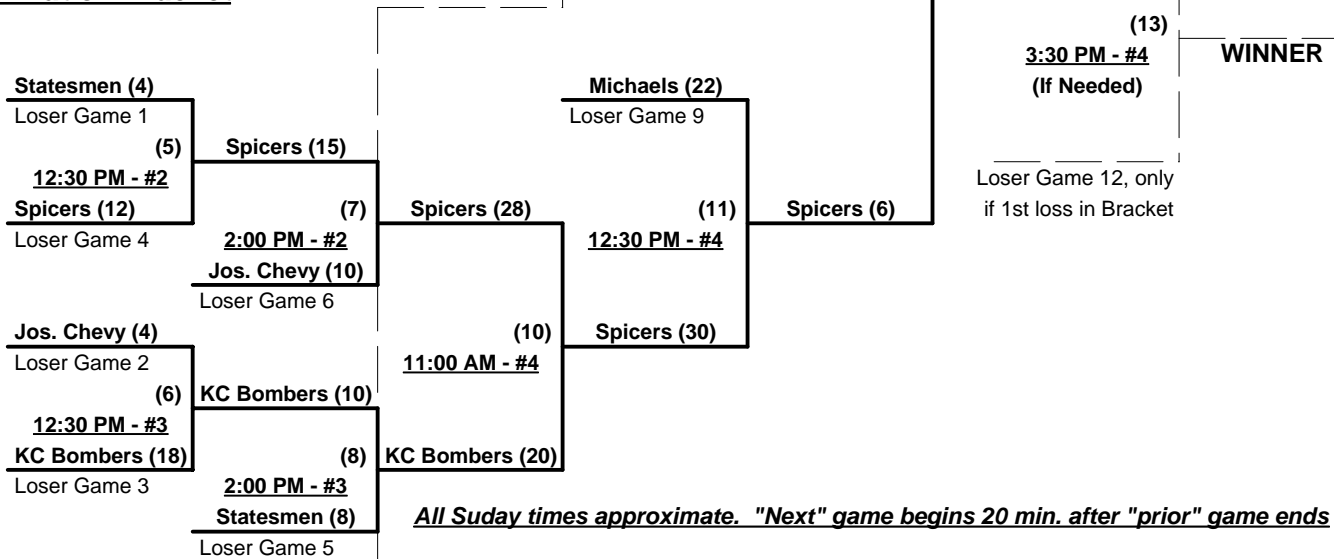 (13)
3:30 PM - #4
(If Needed)
WINNER
Loser Game 12, only
if 1st loss in Bracket
Statesmen (4)
Loser Game 1
(5)
12:30 PM - #2
Spicers (12)
Loser Game 4
Spicers (15)
(7)
2:00 PM - #2
Jos. Chevy (10)
Loser Game 6
Jos. Chevy (4)
Loser Game 2
(6)
12:30 PM - #3
KC Bombers (18)
Loser Game 3
KC Bombers (10)
(8)
2:00 PM - #3
Statesmen (8)
Loser Game 5
Spicers (28)
(10)
11:00 AM - #4
KC Bombers (20)
Michaels (22)
Loser Game 9
(11)
12:30 PM - #4
Spicers (30)
Spicers (6)
All Suday times approximate. "Next" game begins 20 min. after "prior" game ends